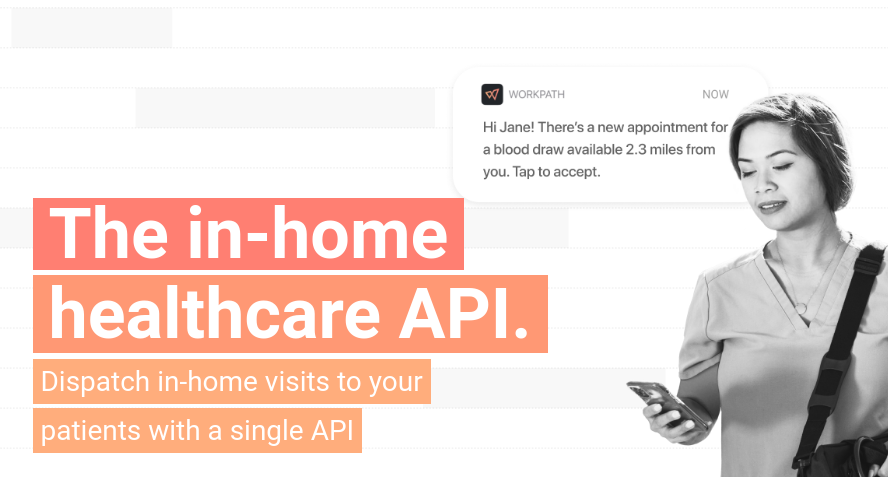 WORKPATH NOW
Hi Jane! There's a new appointment for
a blood draw available 2.3 miles from
you. Tap to accept.
The in-home
healthcare API.
Dispatch in-home visits to your
patients with a single API